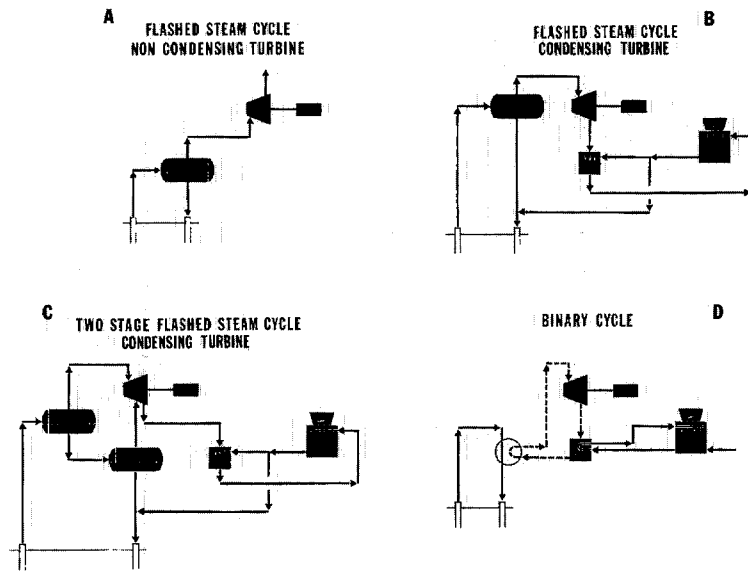 A
FLASHED STEAM CYCLE
NON CONDENSING TURBINE
B
FLASHED STEAM CYCLE
CONDENSING TURBINE
C
TWO STAGE FLASHED STEAM CYCLE
CONDENSING TURBINE
BINARY CYCLE
D